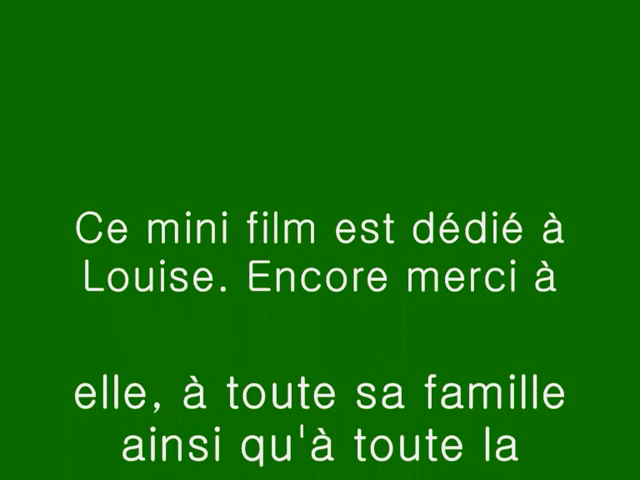 Ce mini film est dédié à
Louise. Encore merci à
elle, à toute sa famille
ainsi qu'à toute la